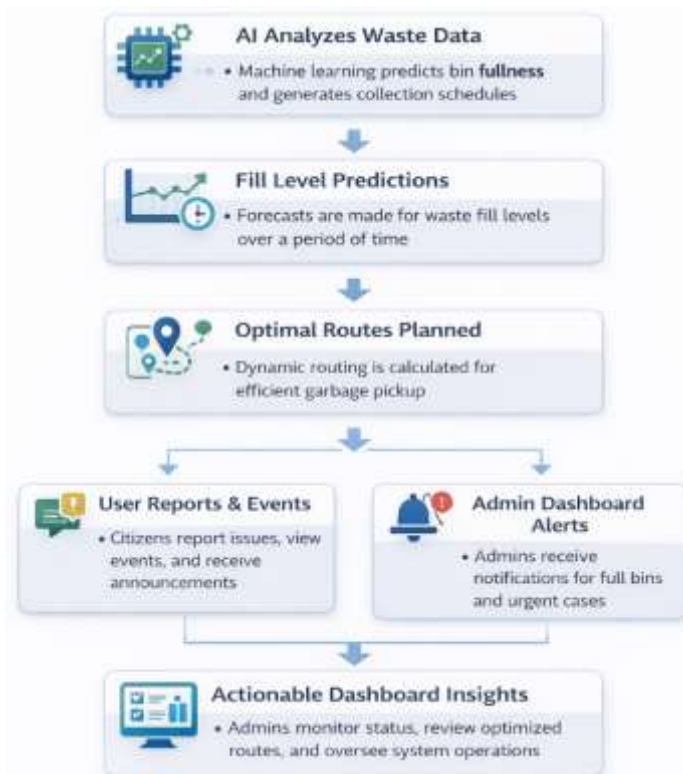 AI Analyzes Waste Data
• Machine learning predicts bin fullness
and generates collection schedules
Fill Level Predictions
• Forecasts are made for waste fill levels
over a period of time
Optimal Routes Planned
• Dynamic routing is calculated for
efficient garbage pickup
User Reports & Events
• Citizens report issues, view
events, and receive
announcements
Admin Dashboard
Alerts
• Admins receive
notifications for full bins
and urgent cases
Actionable Dashboard Insights
• Admins monitor status, review optimized
routes, and oversee system operations